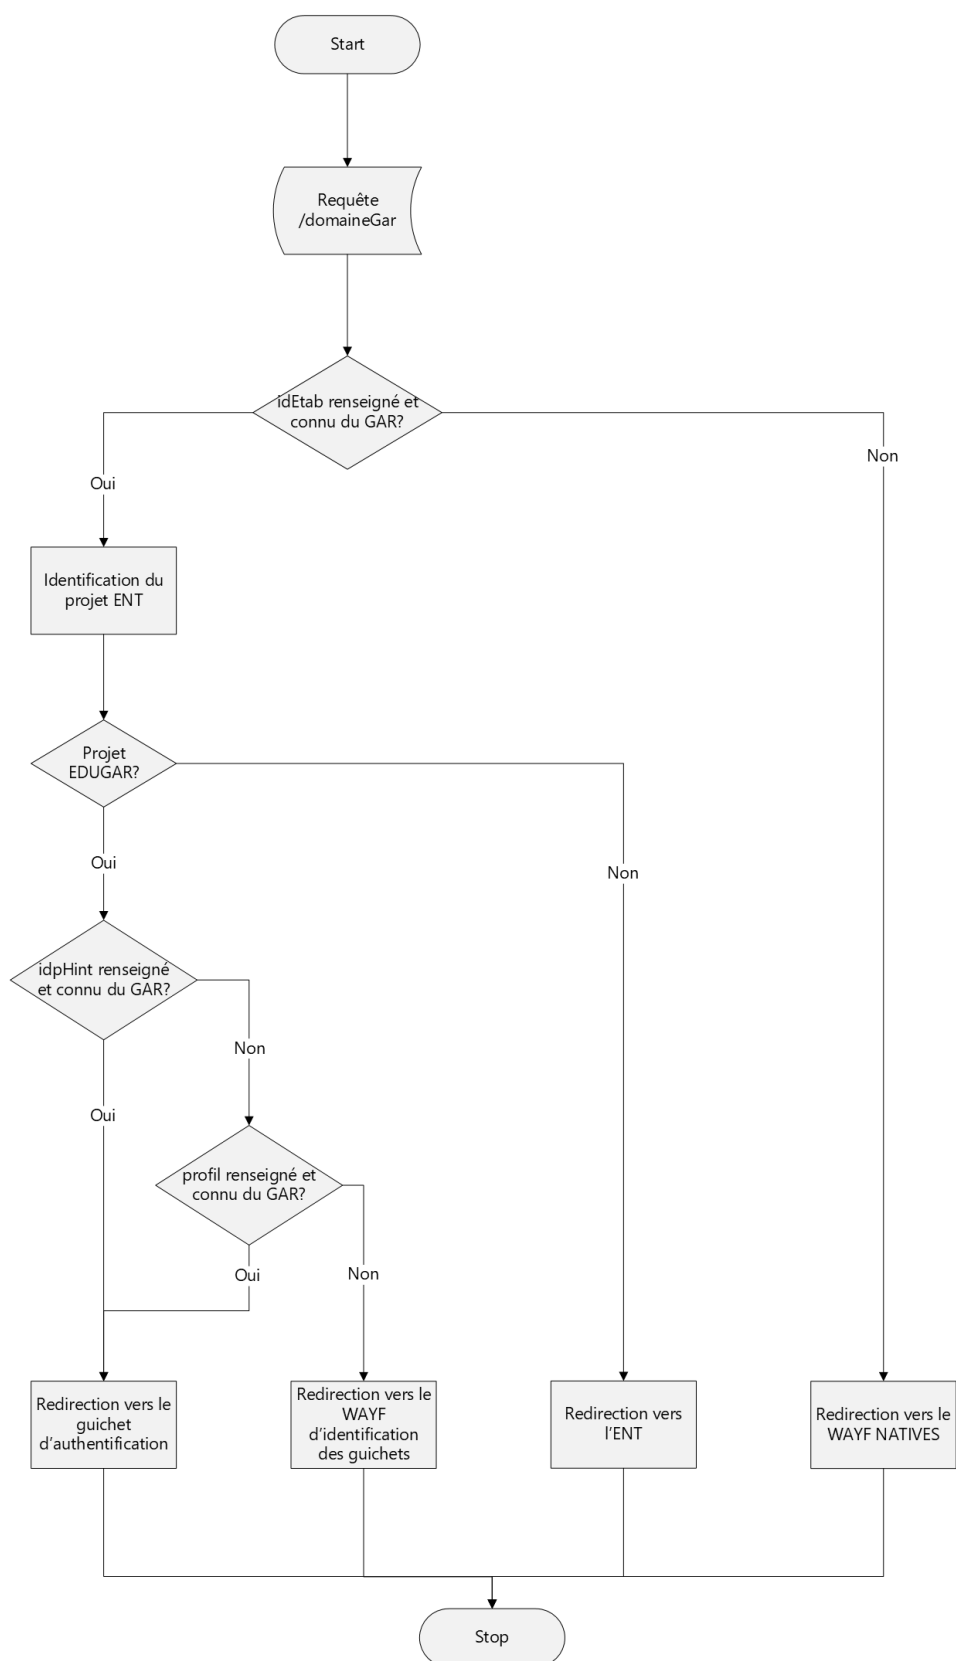 Start
Requête
/domaineGar
idEtab renseigné et
connu du GAR?
Non
Oui
Identification du
projet ENT
Projet
EDUGAR?
Oui
Non
idpHint renseigné
et connu du GAR?
Non
Oui
profil renseigné et
connu du GAR?
Oui
Non
Redirection vers le
guichet
d’authentification
Redirection vers le
WAYF
d’identification
des guichets
Redirection vers
l’ENT
Redirection vers le
WAYF NATIVES
Stop